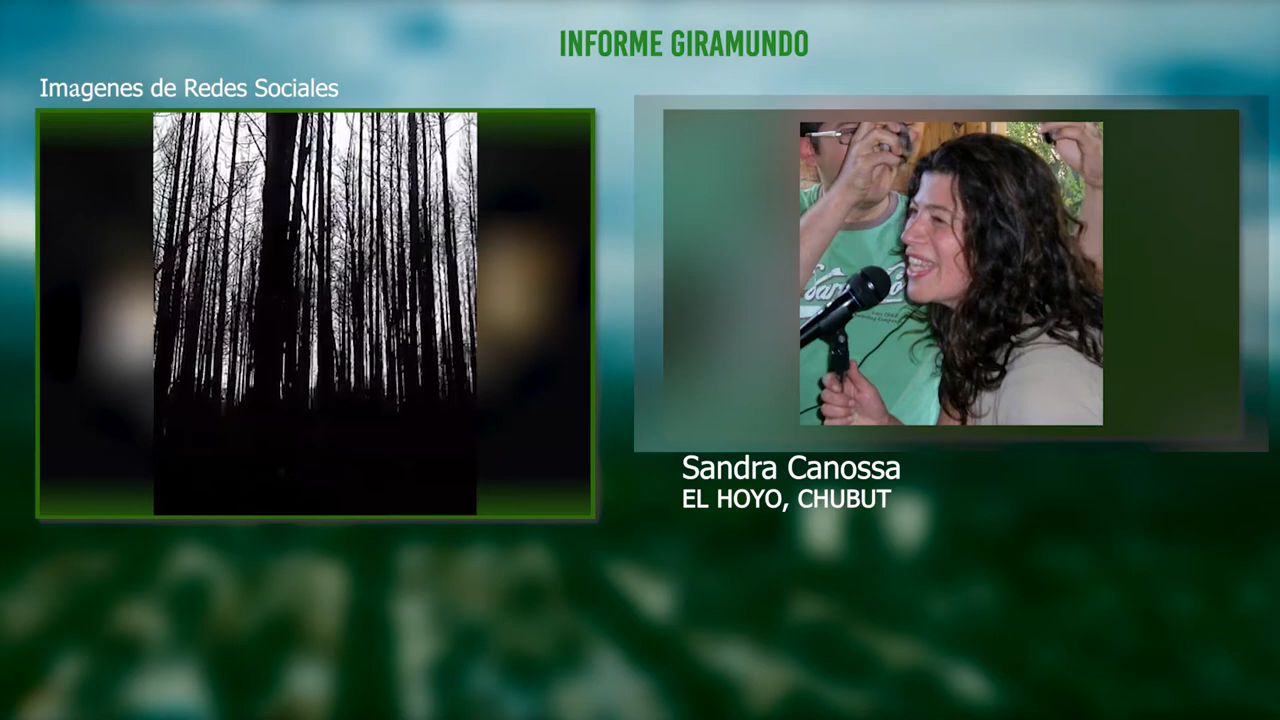 INFORME GIRAMUNDO
Imagenes de Redes Sociales
Sandra Canossa
EL HOYO, CHUBUT